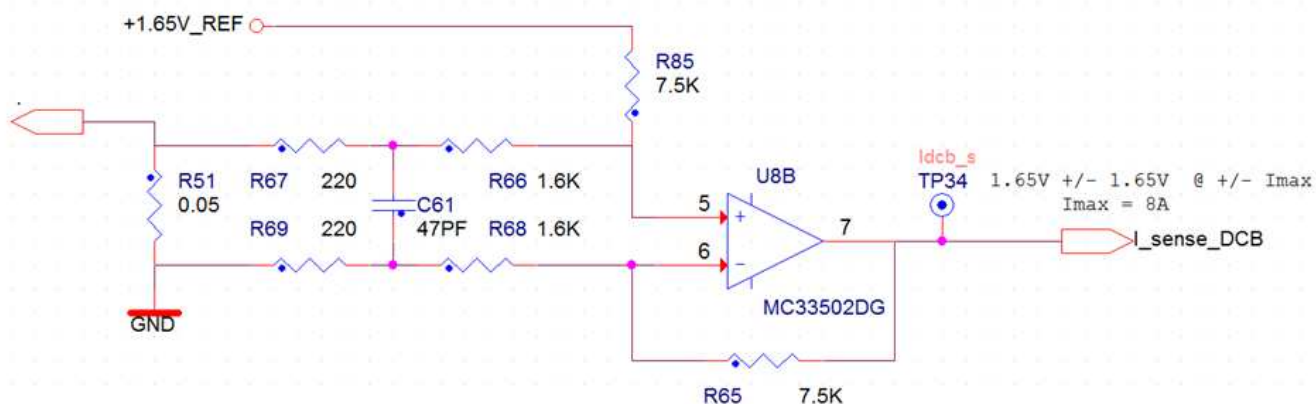 +1.65V_REF
R85
7.5K
R51
0.05
R67 220
R66 1.6K
C61
47PF
R69 220
R68 1.6K
GND
5
+
6
-
U8B
7
MC33502DG
R65 7.5K
Idcb_s
TP34
1.65V +/- 1.65V @ +/- Imax
Imax = 8A
I_sense_DCB